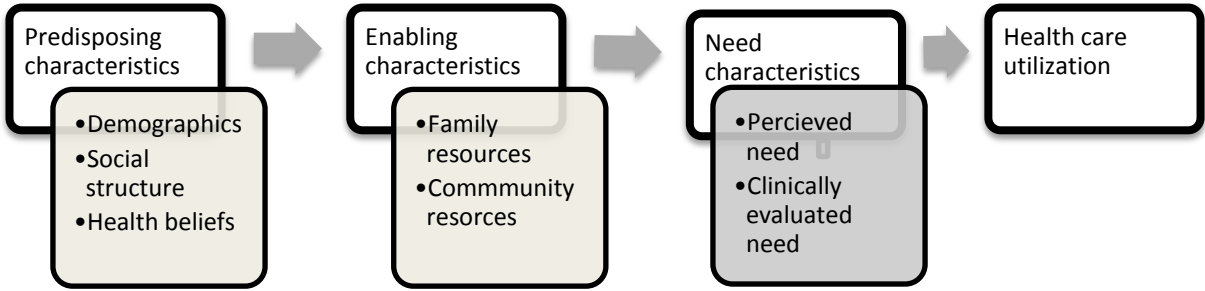 Predisposing
characteristics
•Demographics
•Social
structure
•Health beliefs
Enabling
characteristics
•Family
resources
•Commmunity
resorces
Need
characteristics
•Percieved
need
•Clinically
evaluated
need
Health care
utilization